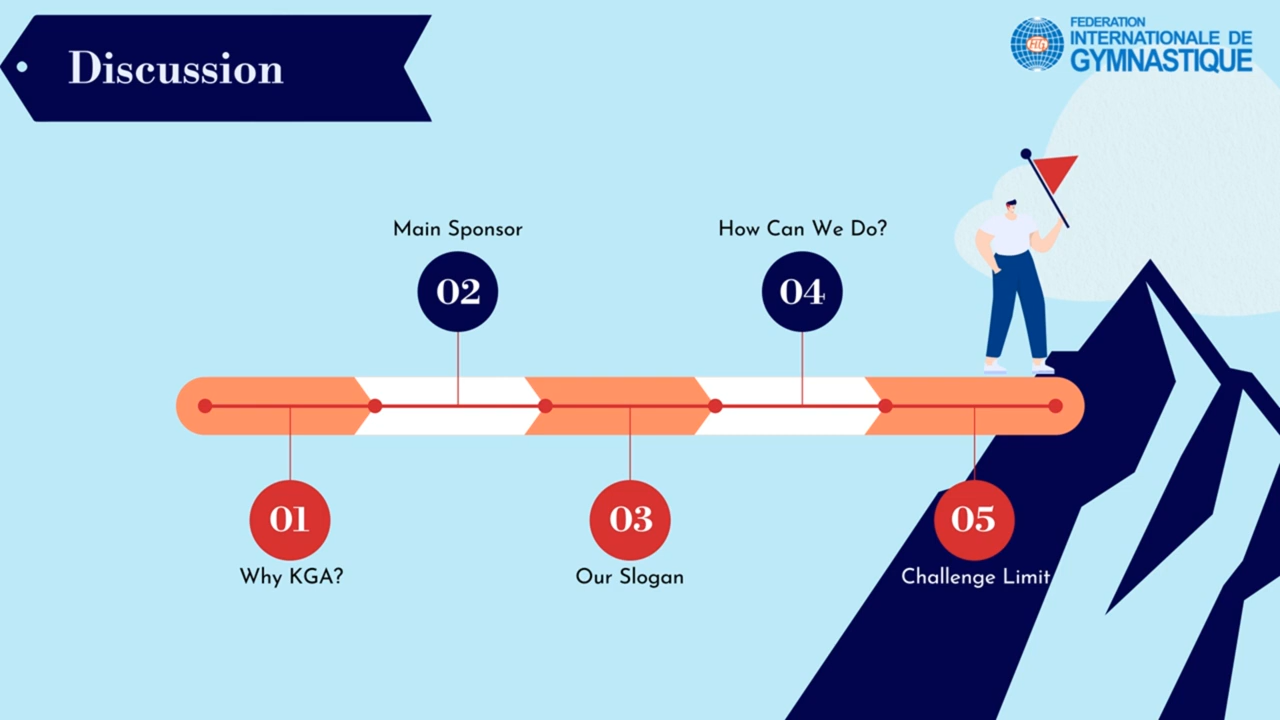 Discussion
FEDERATION
INTERNATIONALE DE
GYMNASTIQUE
FIG
Main Sponsor
How Can We Do?
02
04
01
03
05
Why KGA?
Our Slogan
Challenge Limit